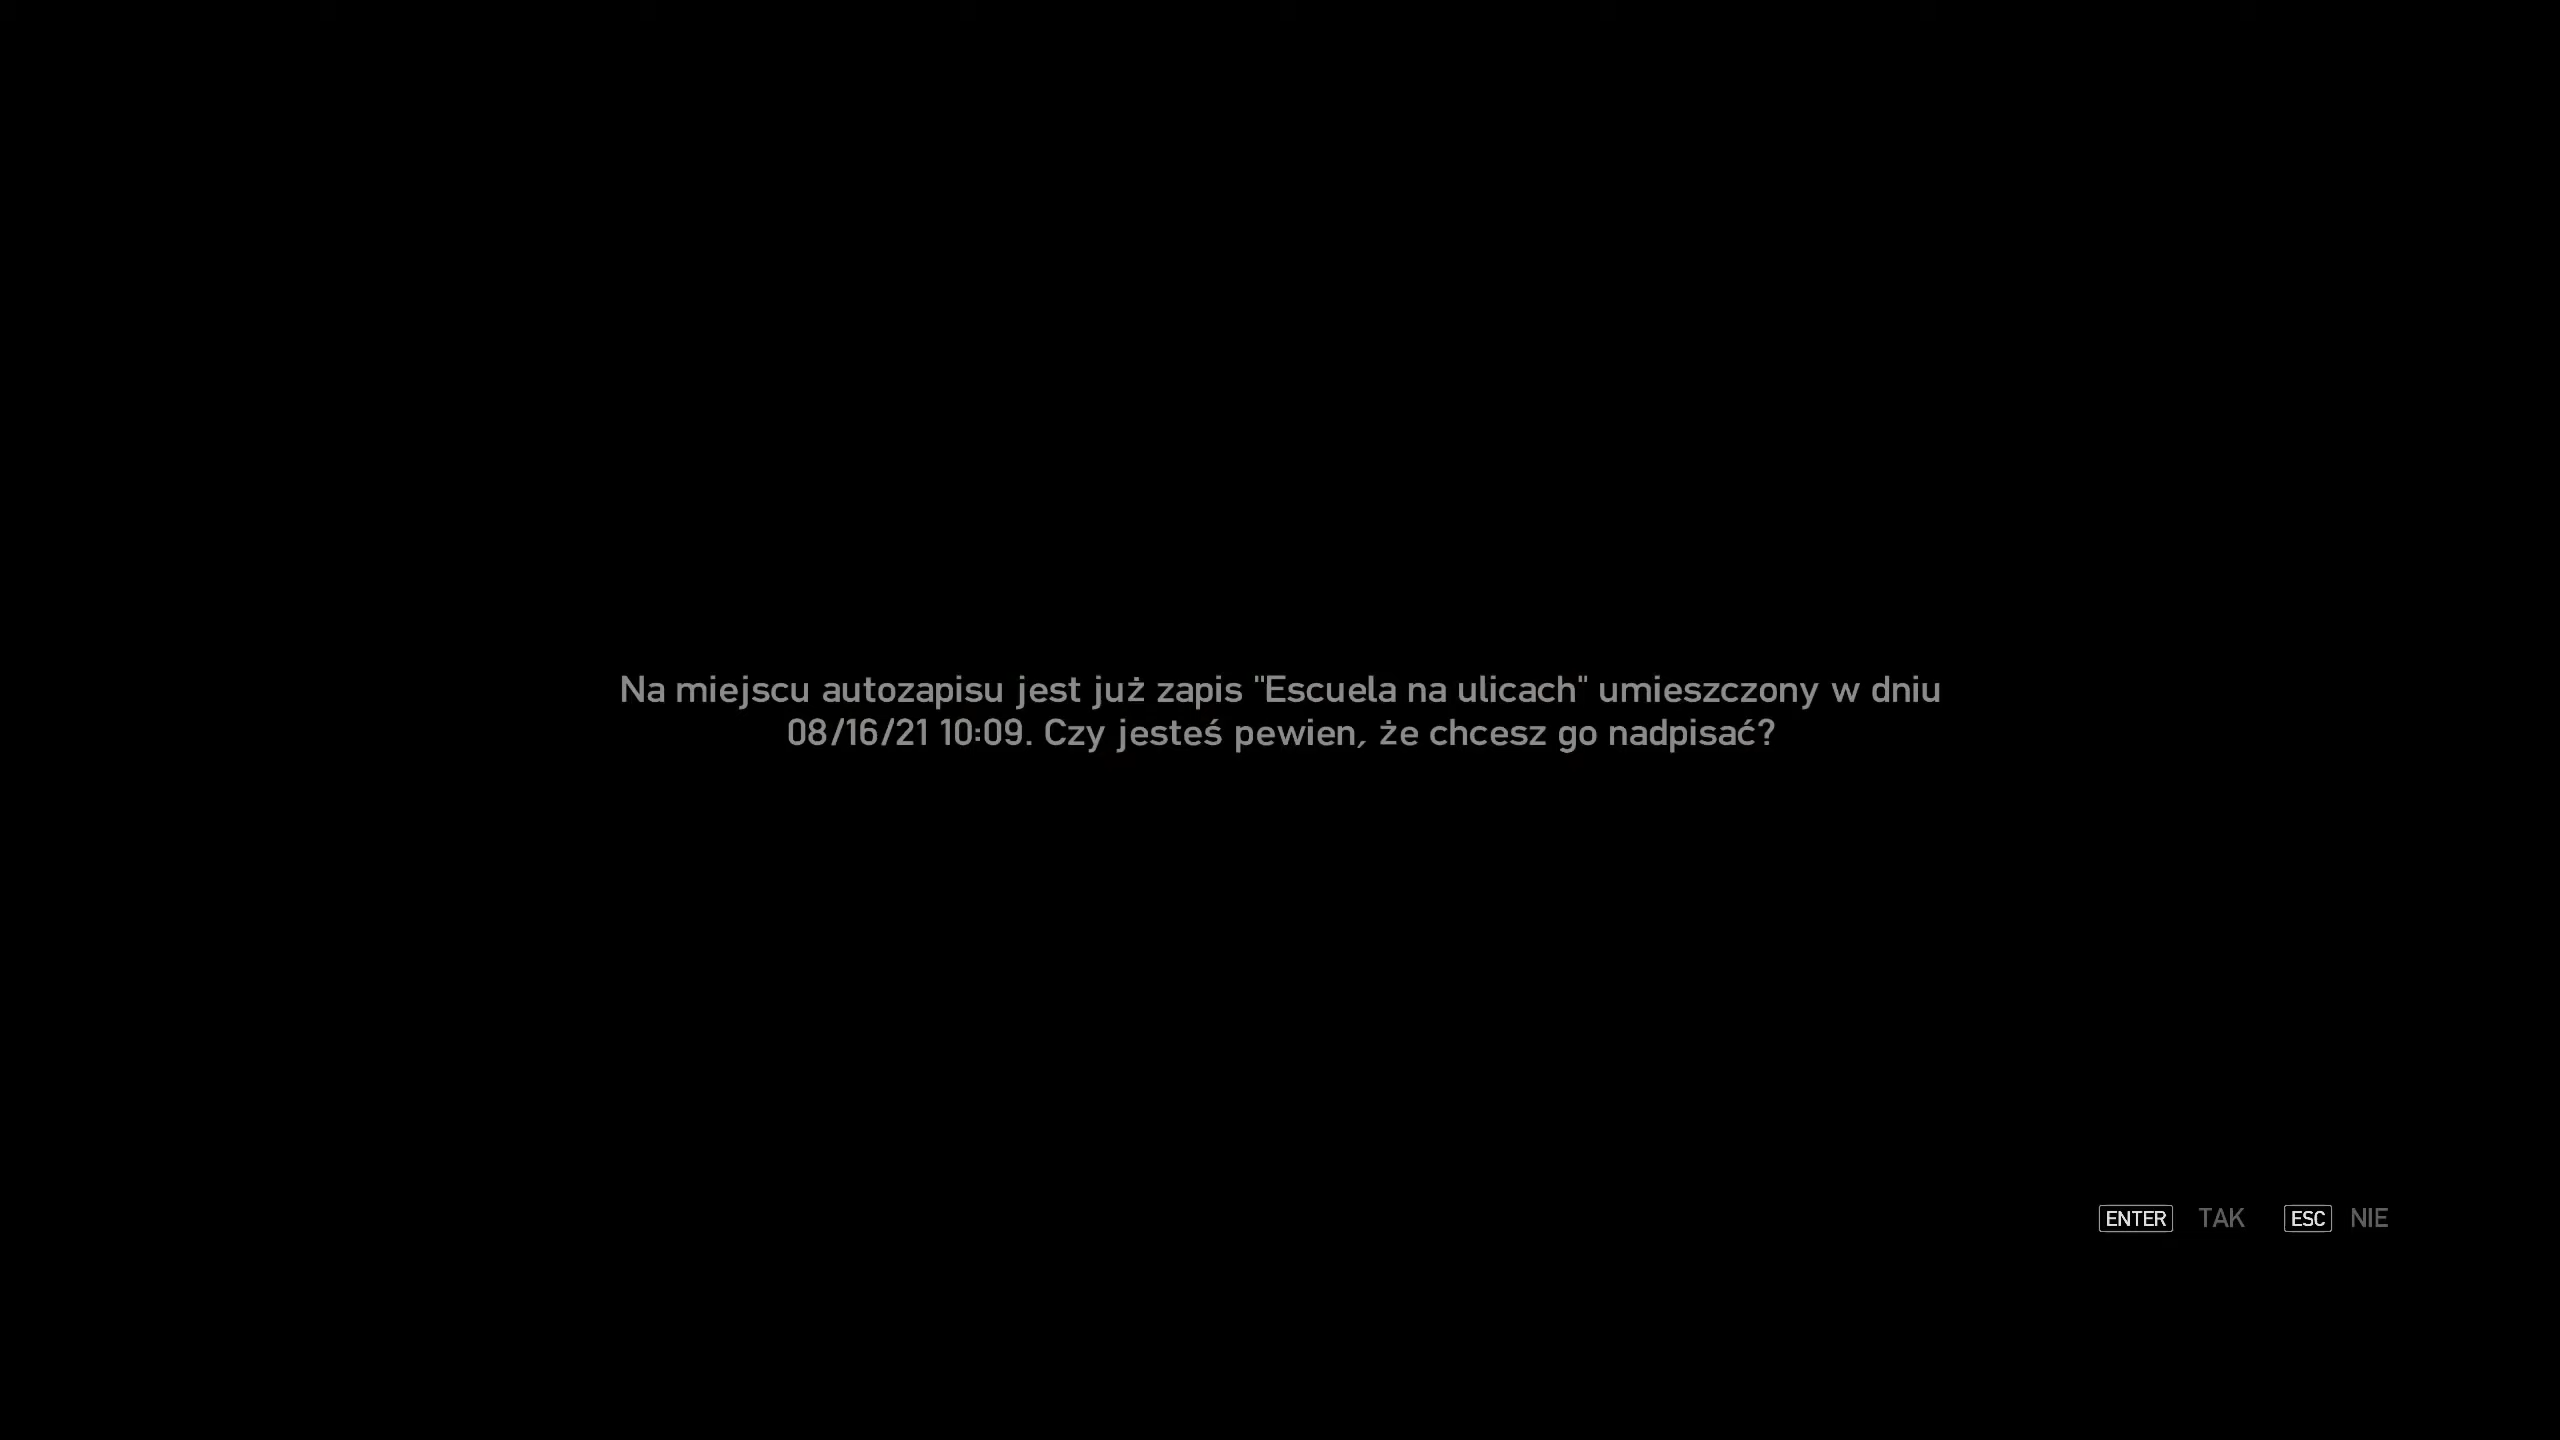 Na miejscu autozapisu jest już zapis "Escuela na ulicach" umieszczony w dniu
08/16/21 10:09. Czy jesteś pewien, że chcesz go nadpisać?
ENTER TAK ESC NIE